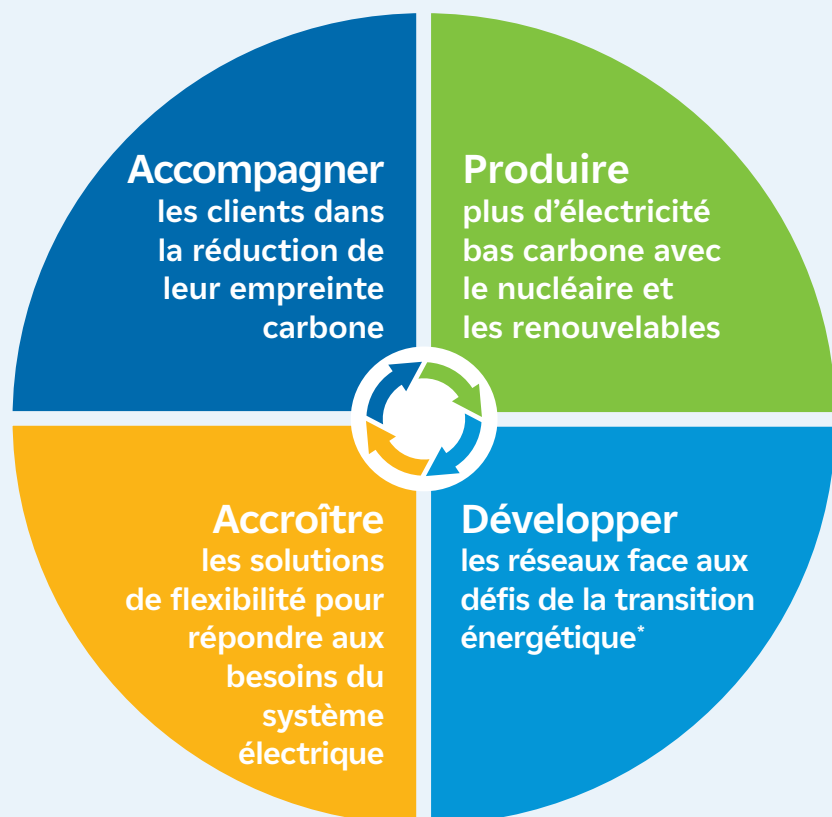 Accompagner
les clients dans
la réduction de
leur empreinte
carbone
Produire
plus d’électricité
bas carbone avec
le nucléaire et
les renouvelables
Accroître
les solutions
de flexibilité pour
répondre aux
besoins du
système
électrique
Développer
les réseaux face aux
défis de la transition
énergétique*